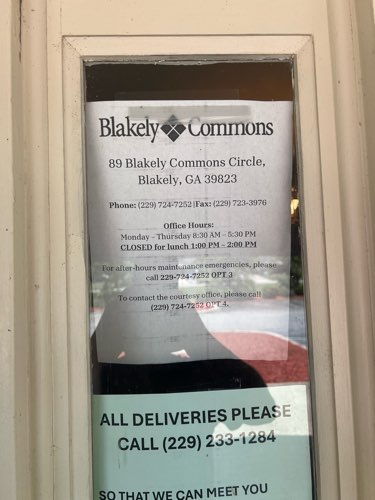 Blakely Commons
89 Blakely Commons Circle,
Blakely, GA 39823
Phone: (229) 724-7252 |Fax: (229) 723-3976
Office Hours:
Monday – Thursday 8:30 AM – 5:30 PM
CLOSED for lunch 1:00 PM – 2:00 PM
For after-hours maintenance emergencies, please
call 229-724-7252 OPT 3
To contact the courtesy office, please call
(229) 724-7252 OPT 4.
ALL DELIVERIES PLEASE
CALL (229) 233-1284
SO THAT WE CAN MEET YOU